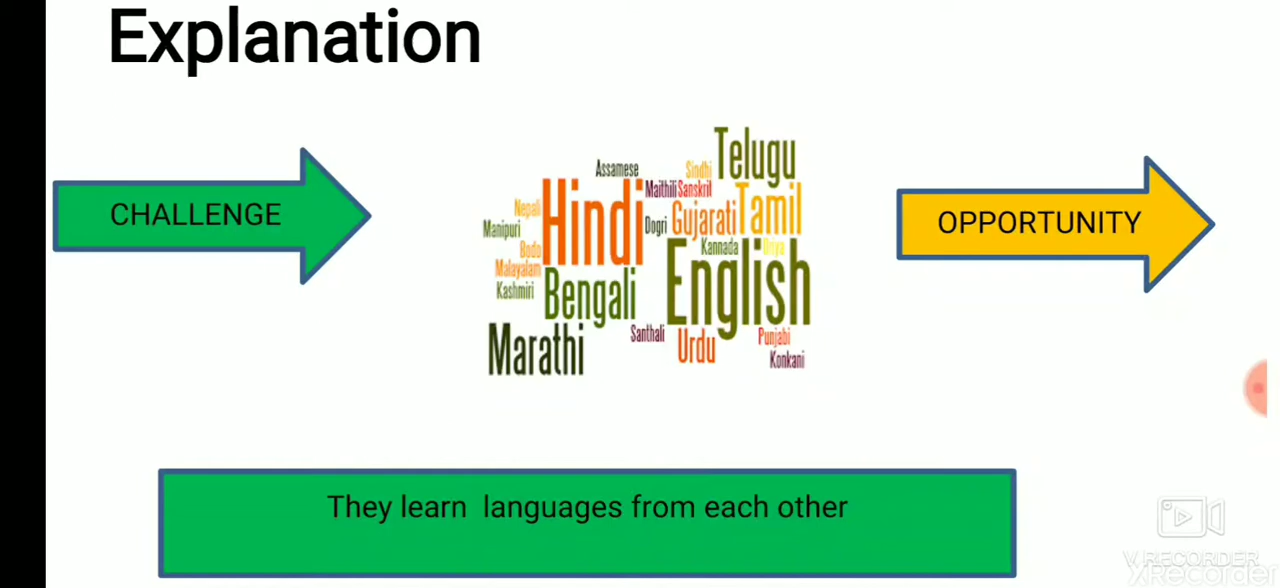 Explanation
CHALLENGE
OPPORTUNITY
Telugu
Assamese
Sindhi
Maithili Sanskrit
Tamil
Hindi
Nepali
Dogri
Gujarati
Manipuri
Kannada
Oriya
Bodo
Malayalam
English
Kashmiri
Bengali
Santhali
Urdu
Punjabi
Marathi
Konkani
They learn languages from each other
V RECORDER
XRecorder